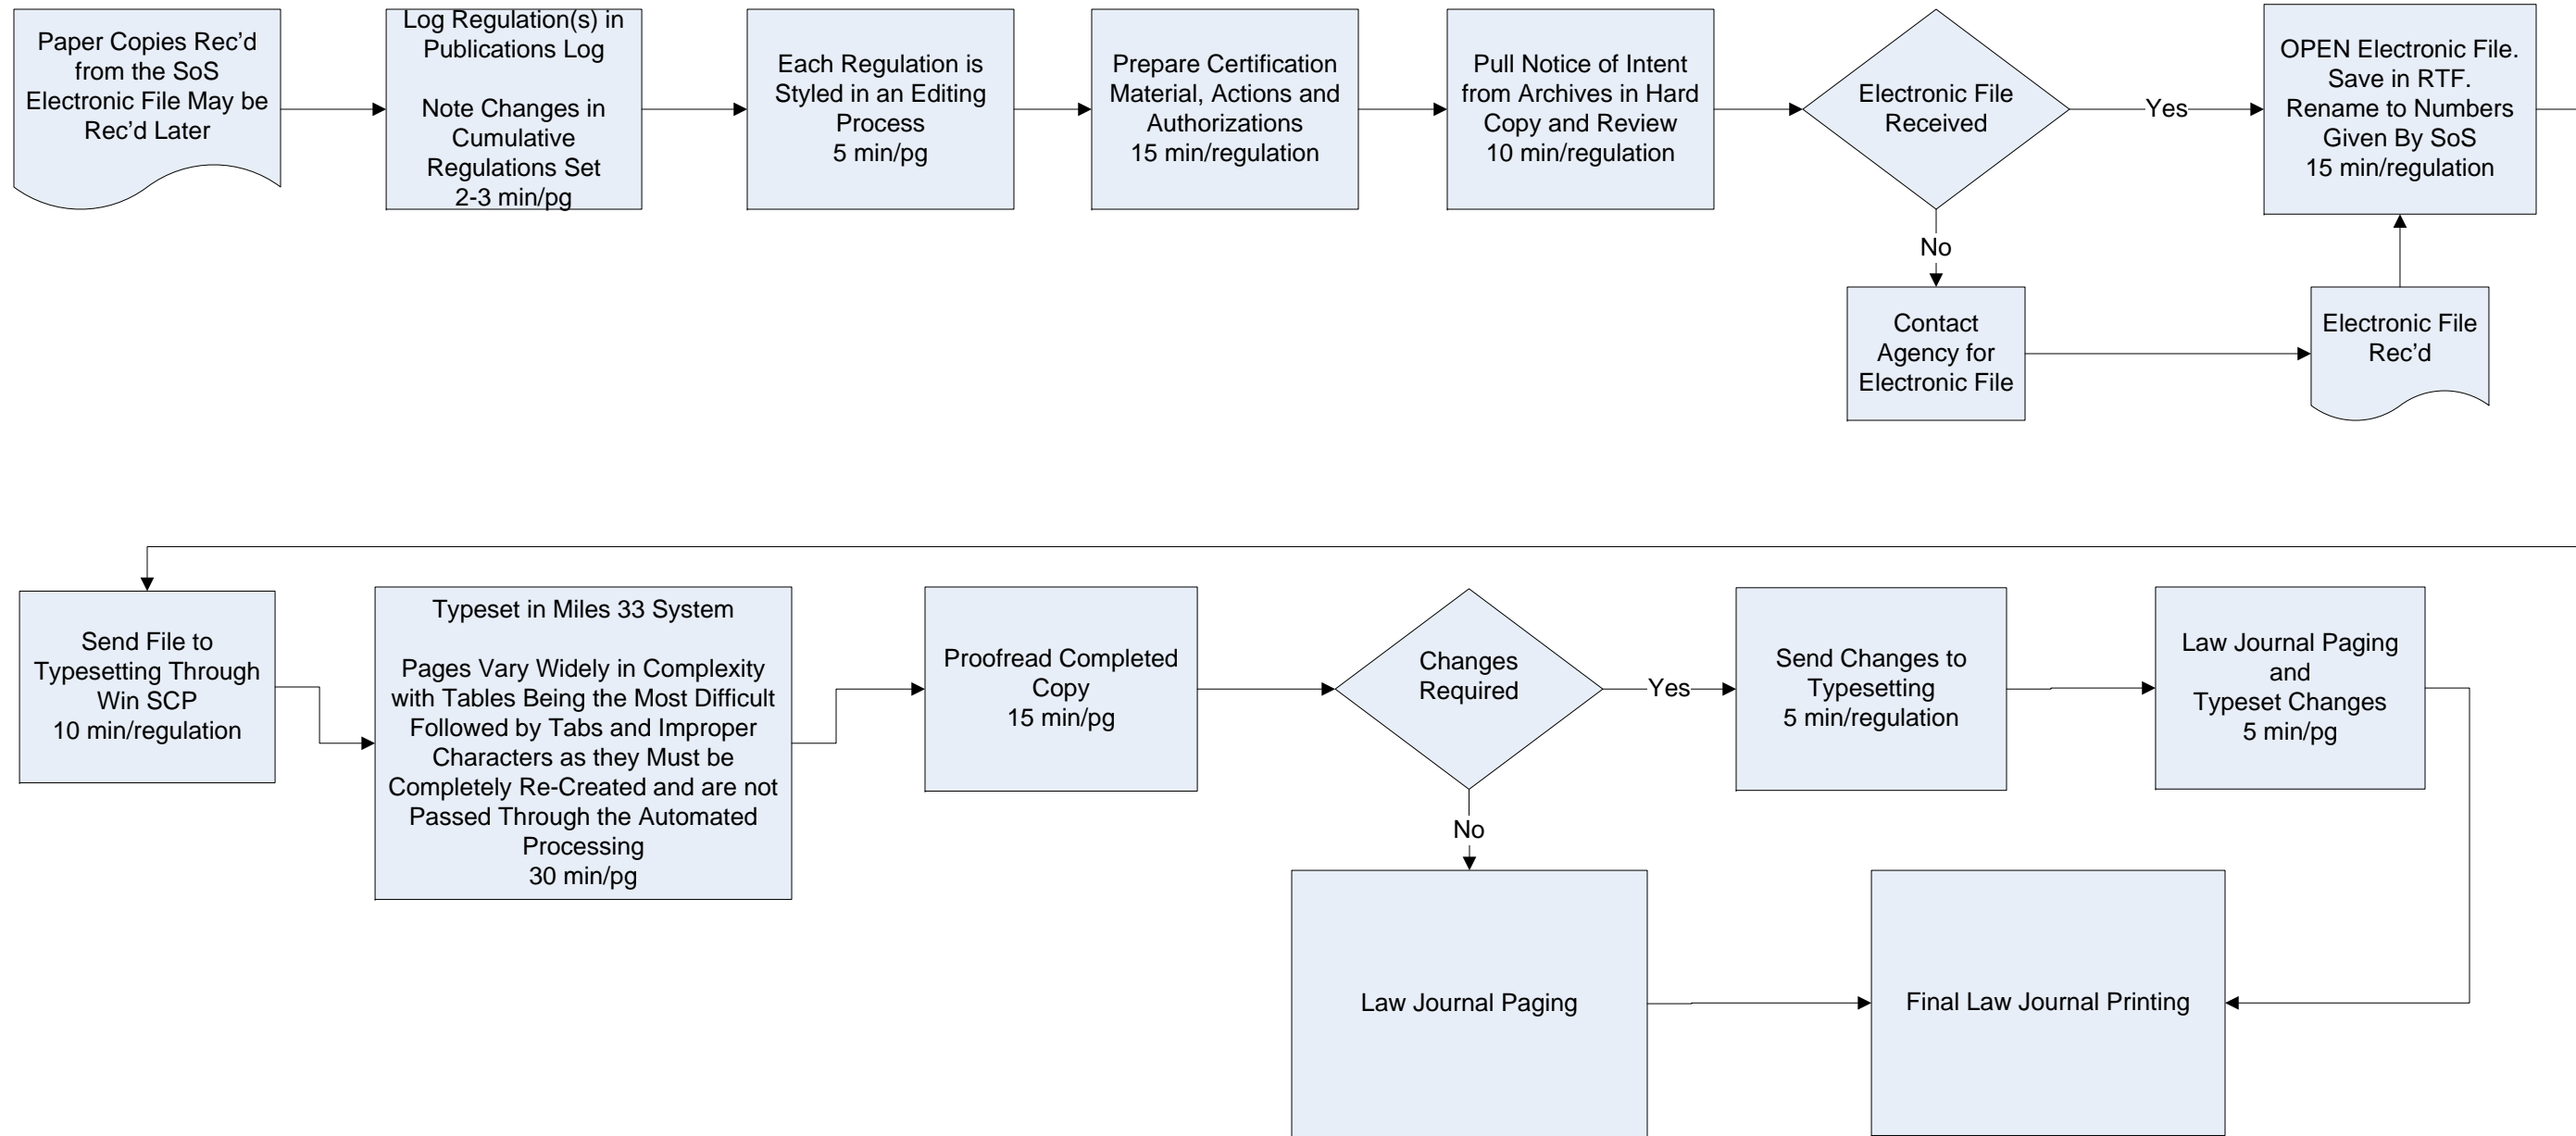 Paper Copies Rec’d
from the SoS
Electronic File May be
Rec’d Later
Log Regulation(s) in
Publications Log
Note Changes in
Cumulative
Regulations Set
2-3 min/pg
Each Regulation is
Styled in an Editing
Process
5 min/pg
Prepare Certification
Material, Actions and
Authorizations
15 min/regulation
Pull Notice of Intent
from Archives in Hard
Copy and Review
10 min/regulation
Electronic File
Received
Yes
OPEN Electronic File.
Save in RTF.
Rename to Numbers
Given By SoS
15 min/regulation
No
Contact
Agency for
Electronic File
Electronic File
Rec’d
Send File to
Typesetting Through
Win SCP
10 min/regulation
Typeset in Miles 33 System
Pages Vary Widely in Complexity
with Tables Being the Most Difficult
Followed by Tabs and Improper
Characters as they Must be
Completely Re-Created and are not
Passed Through the Automated
Processing
30 min/pg
Proofread Completed
Copy
15 min/pg
Changes
Required
Yes
Send Changes to
Typesetting
5 min/regulation
Law Journal Paging
and
Typeset Changes
5 min/pg
No
Law Journal Paging
Final Law Journal Printing